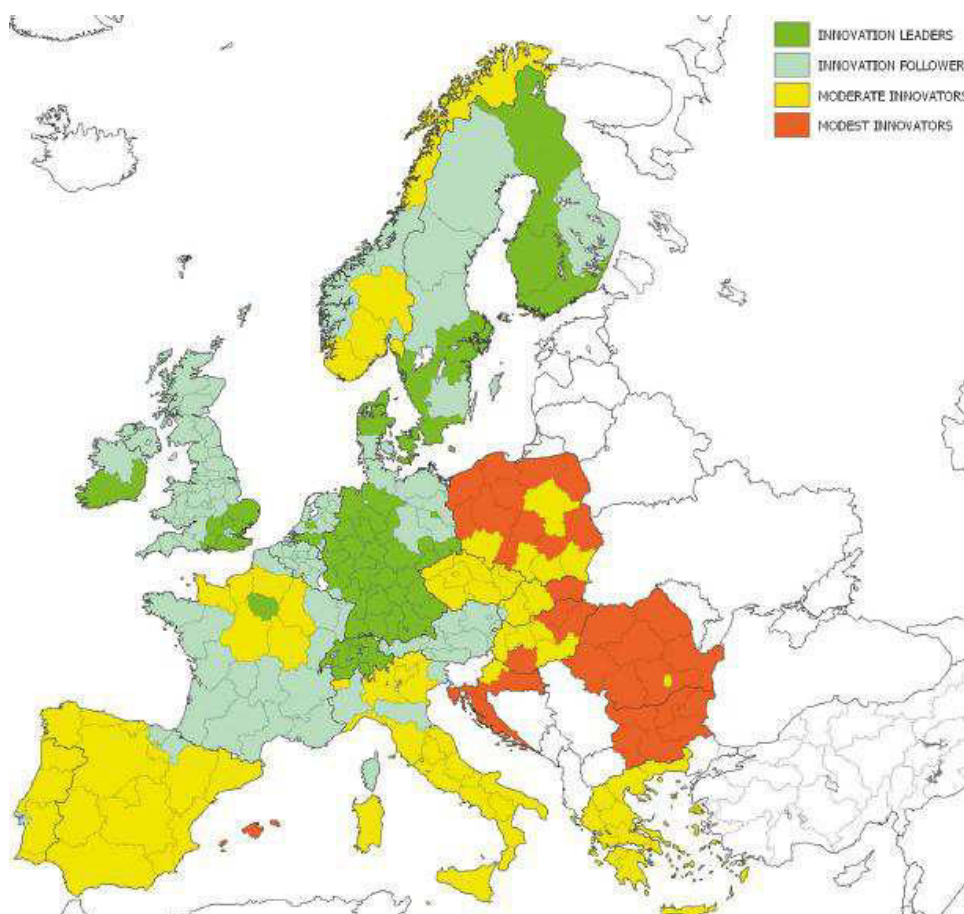 INNOVATION LEADERS
INNOVATION FOLLOWER
MODERATE INNOVATORS
MODEST INNOVATORS